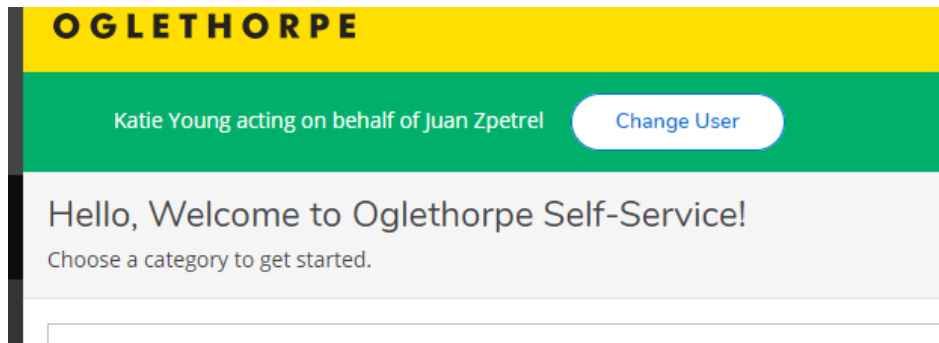 OGLETHORPE
Katie Young acting on behalf of Juan Zpetrel Change User
Hello, Welcome to Oglethorpe Self-Service!
Choose a category to get started.